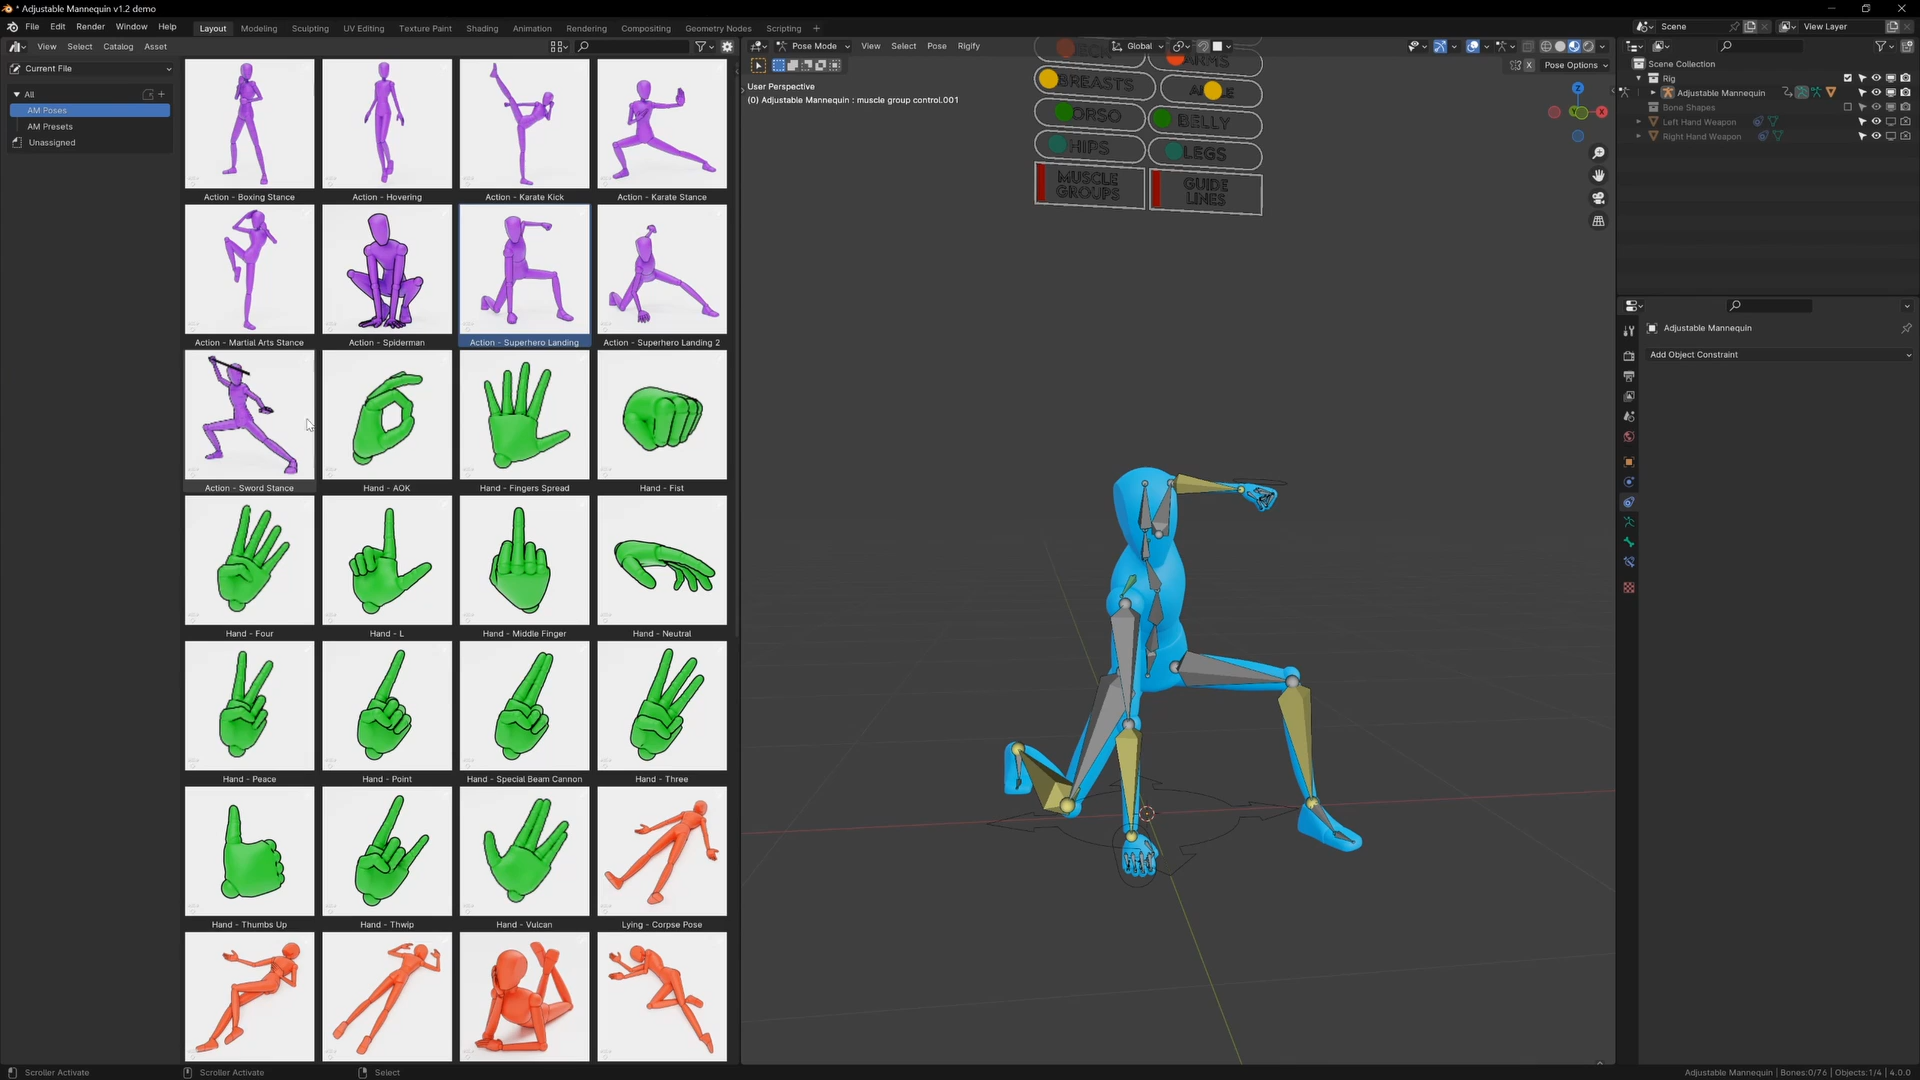 * Adjustable Mannequin v1.2 demo
File Edit Render Window Help
Layout Modeling Sculpting UV Editing Texture Paint Shading Animation Rendering Compositing Geometry Nodes Scripting +
Scene
View Layer
View Select Catalog Asset
Pose Mode View Select Pose Rigify
Global
X Pose Options
Current File
All
AM Poses
AM Presets
Unassigned
Action - Boxing Stance
Action - Hovering
Action - Karate Kick
Action - Karate Stance
Action - Martial Arts Stance
Action - Spiderman
Action - Superhero Landing
Action - Superhero Landing 2
Action - Sword Stance
Hand - AOK
Hand - Fingers Spread
Hand - Fist
Hand - Four
Hand - L
Hand - Middle Finger
Hand - Neutral
Hand - Peace
Hand - Point
Hand - Special Beam Cannon
Hand - Three
Hand - Thumbs Up
Hand - Thwip
Hand - Vulcan
Lying - Corpse Pose
User Perspective
(0) Adjustable Mannequin : muscle group control.001
ARMS
BREASTS
BELLY
HIPS
LEGS
MUSCLE
GROUPS
GUIDE
LINES
Z
Scene Collection
Rig
Adjustable Mannequin
Bone Shapes
Left Hand Weapon
Right Hand Weapon
Adjustable Mannequin
Add Object Constraint
Scroller Activate
Scroller Activate
Select
Adjustable Mannequin | Bones:0/76 | Objects:1/4 | 4.0.0